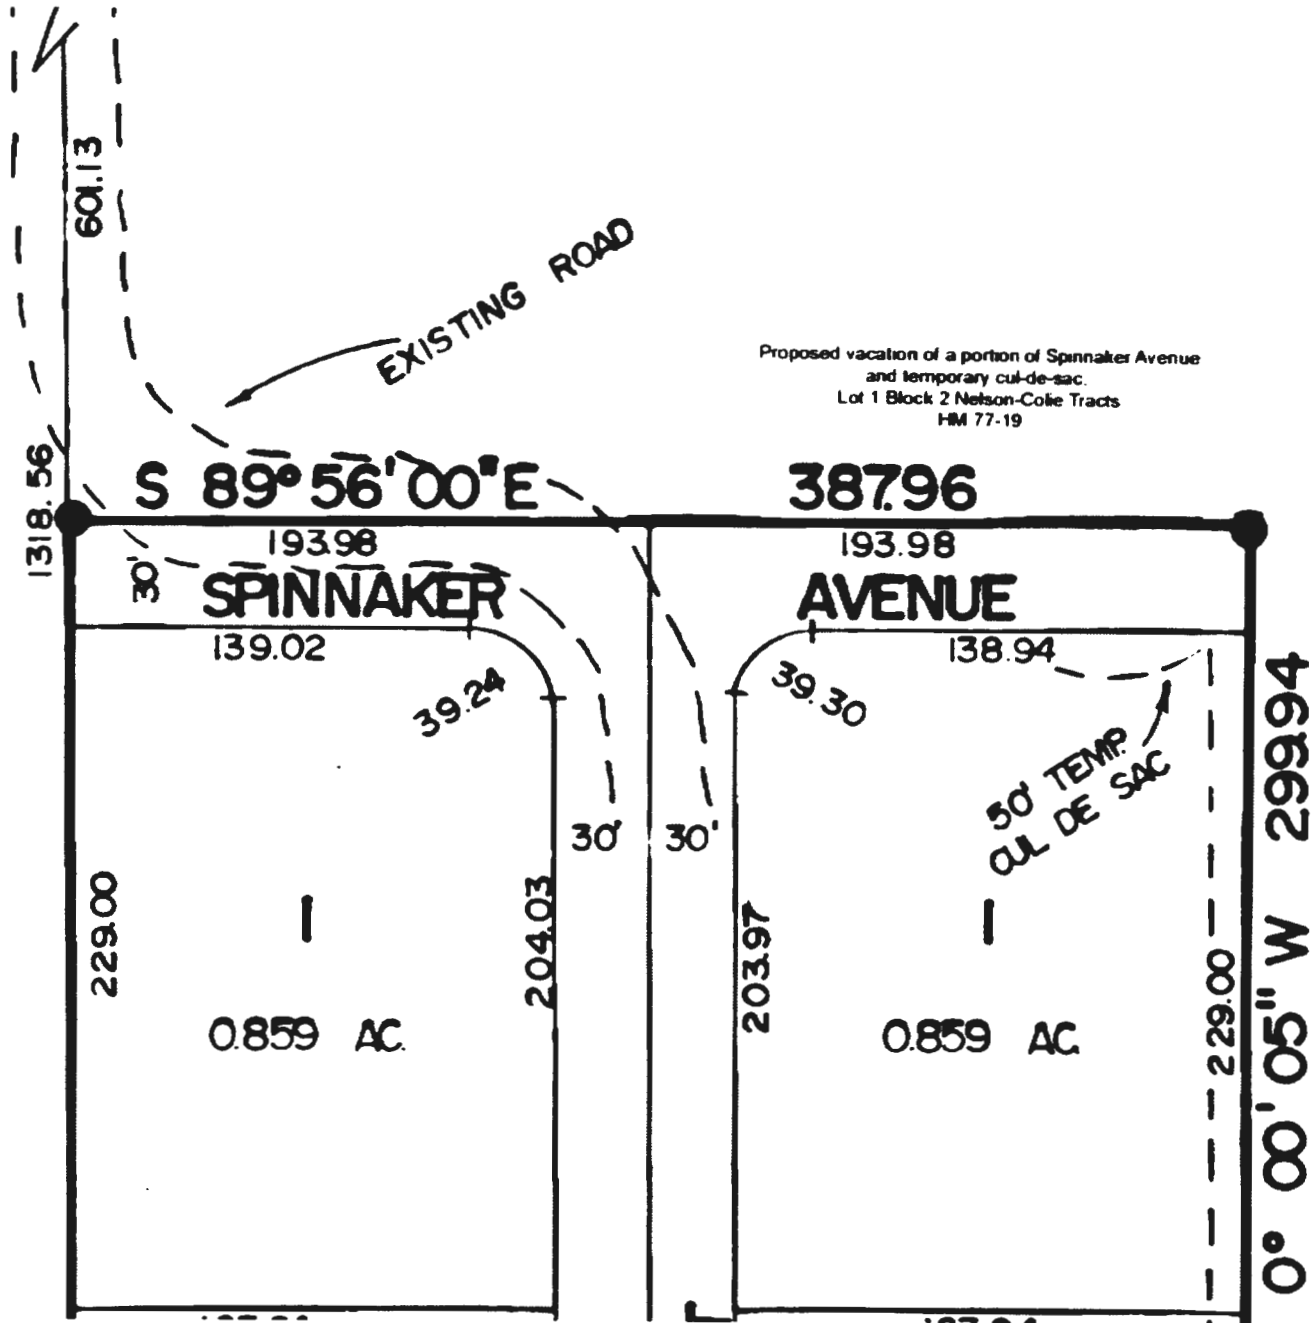 601.13
EXISTING ROAD
Proposed vacation of a portion of Spinnaker Avenue
and temporary cul-de-sac.
Lot 1 Block 2 Nelson-Colie Tracts
HM 77-19
1318.56
S 89° 56' 00" E 387.96
193.98 193.98
30'
SPINNAKER AVENUE
139.02 138.94
39.24 39.30
50' TEMP.
CUL DE SAC
30' 30'
229.00
204.03
203.97
229.00
1 1
0.859 AC. 0.859 AC.
0° 00' 05" W 299.94